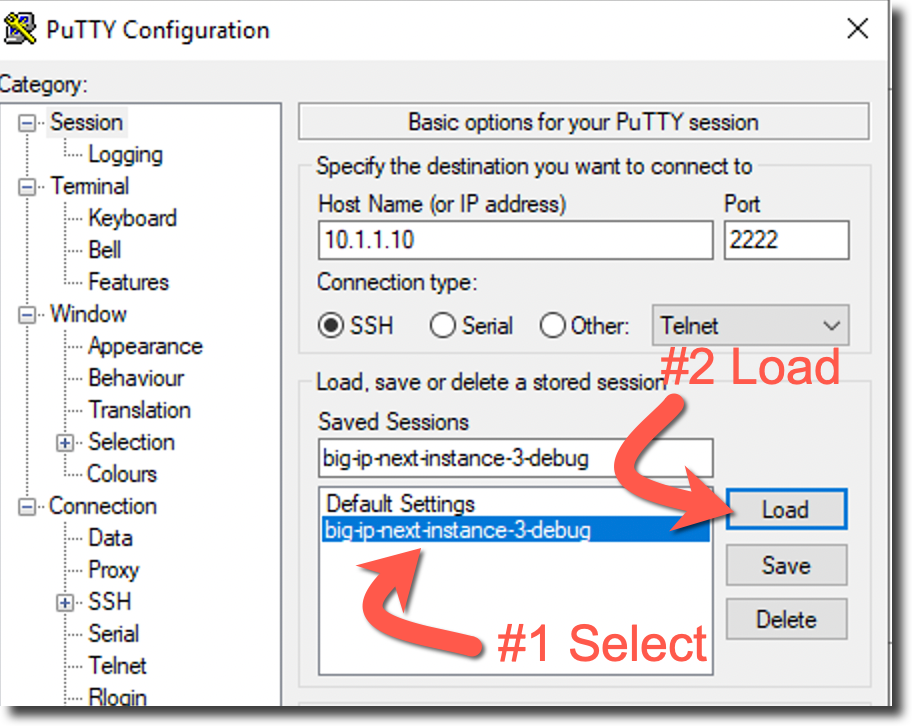 PuTTY Configuration
Category:
Session
Logging
Terminal
Keyboard
Bell
Features
Window
Appearance
Behaviour
Translation
Selection
Colours
Connection
Data
Proxy
SSH
Serial
Telnet
Rlogin
Basic options for your PuTTY session
Specify the destination you want to connect to
Host Name (or IP address) Port
10.1.1.10 2222
Connection type:
SSH Serial Other: Telnet
#2 Load
Load, save or delete a stored session
Saved Sessions
big-ip-next-instance-3-debug
Default Settings
big-ip-next-instance-3-debug
Load
Save
Delete
#1 Select